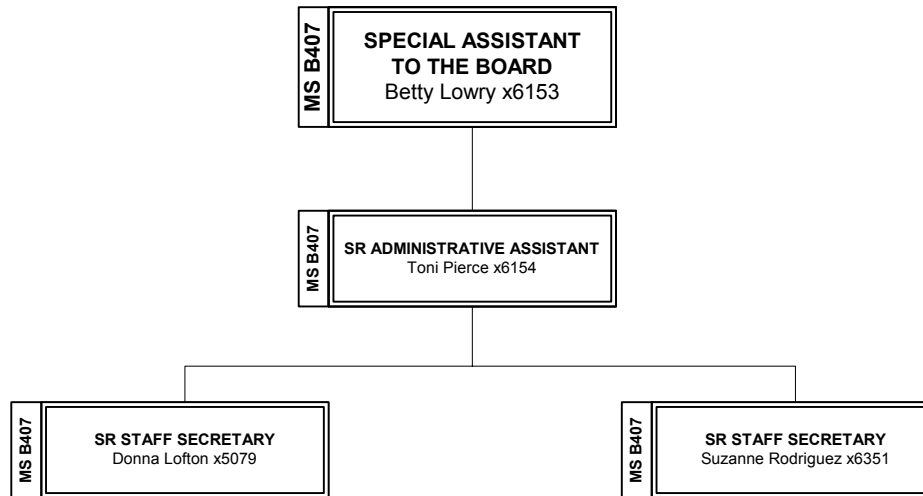 MS B407
SPECIAL ASSISTANT
TO THE BOARD
Betty Lowry x6153
MS B407
SR ADMINISTRATIVE ASSISTANT
Toni Pierce x6154
MS B407
SR STAFF SECRETARY
Donna Lofton x5079
MS B407
SR STAFF SECRETARY
Suzanne Rodriguez x6351